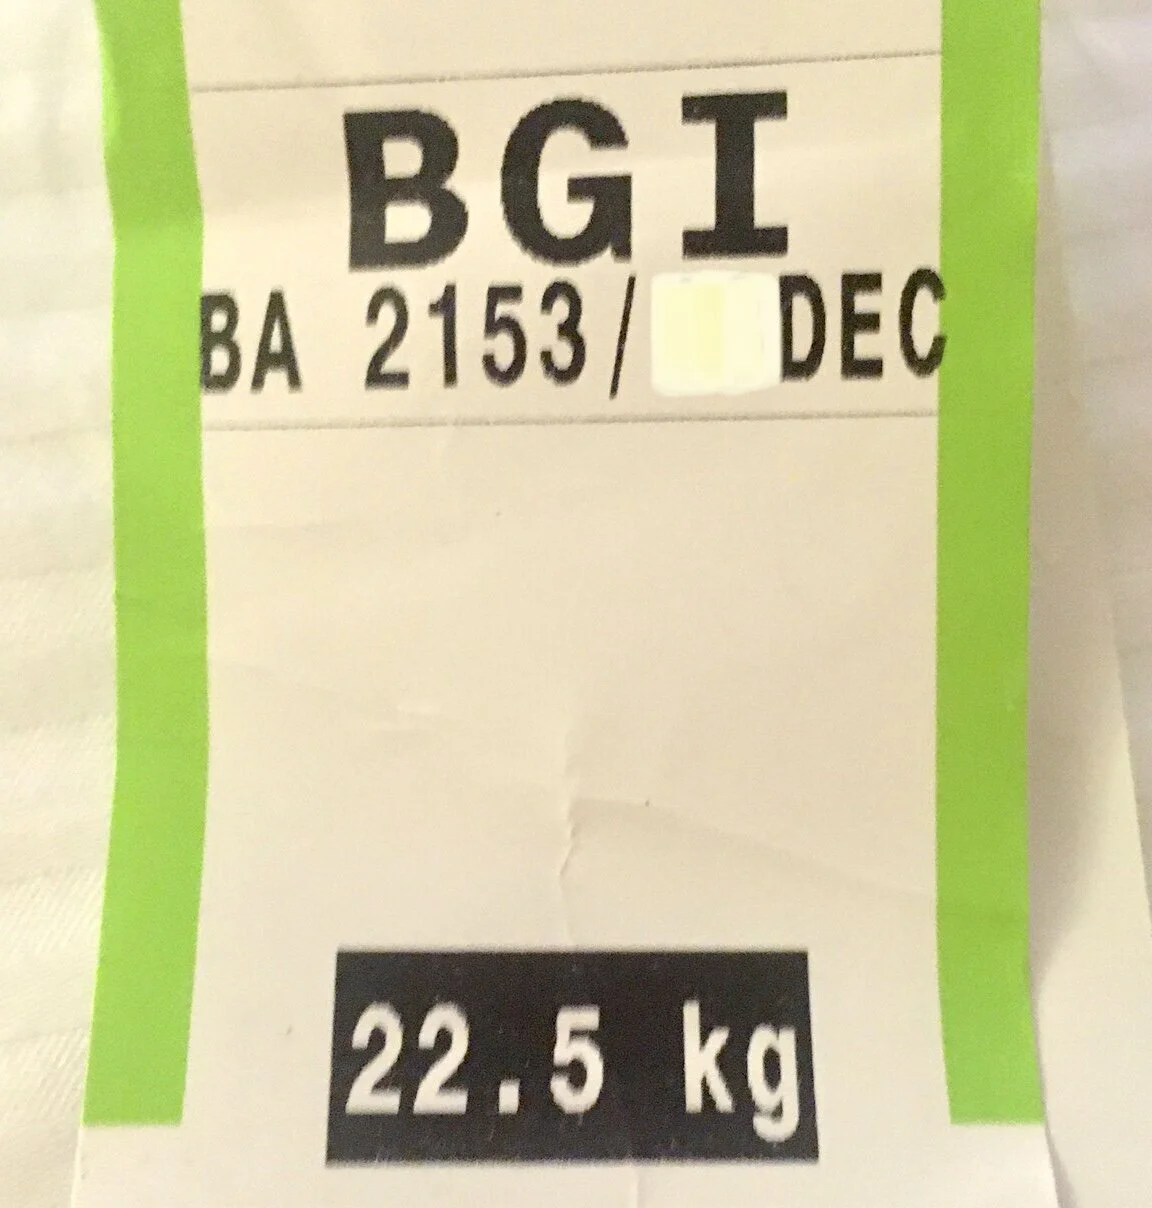 BGI
BA 2153/ DEC
22.5 kg